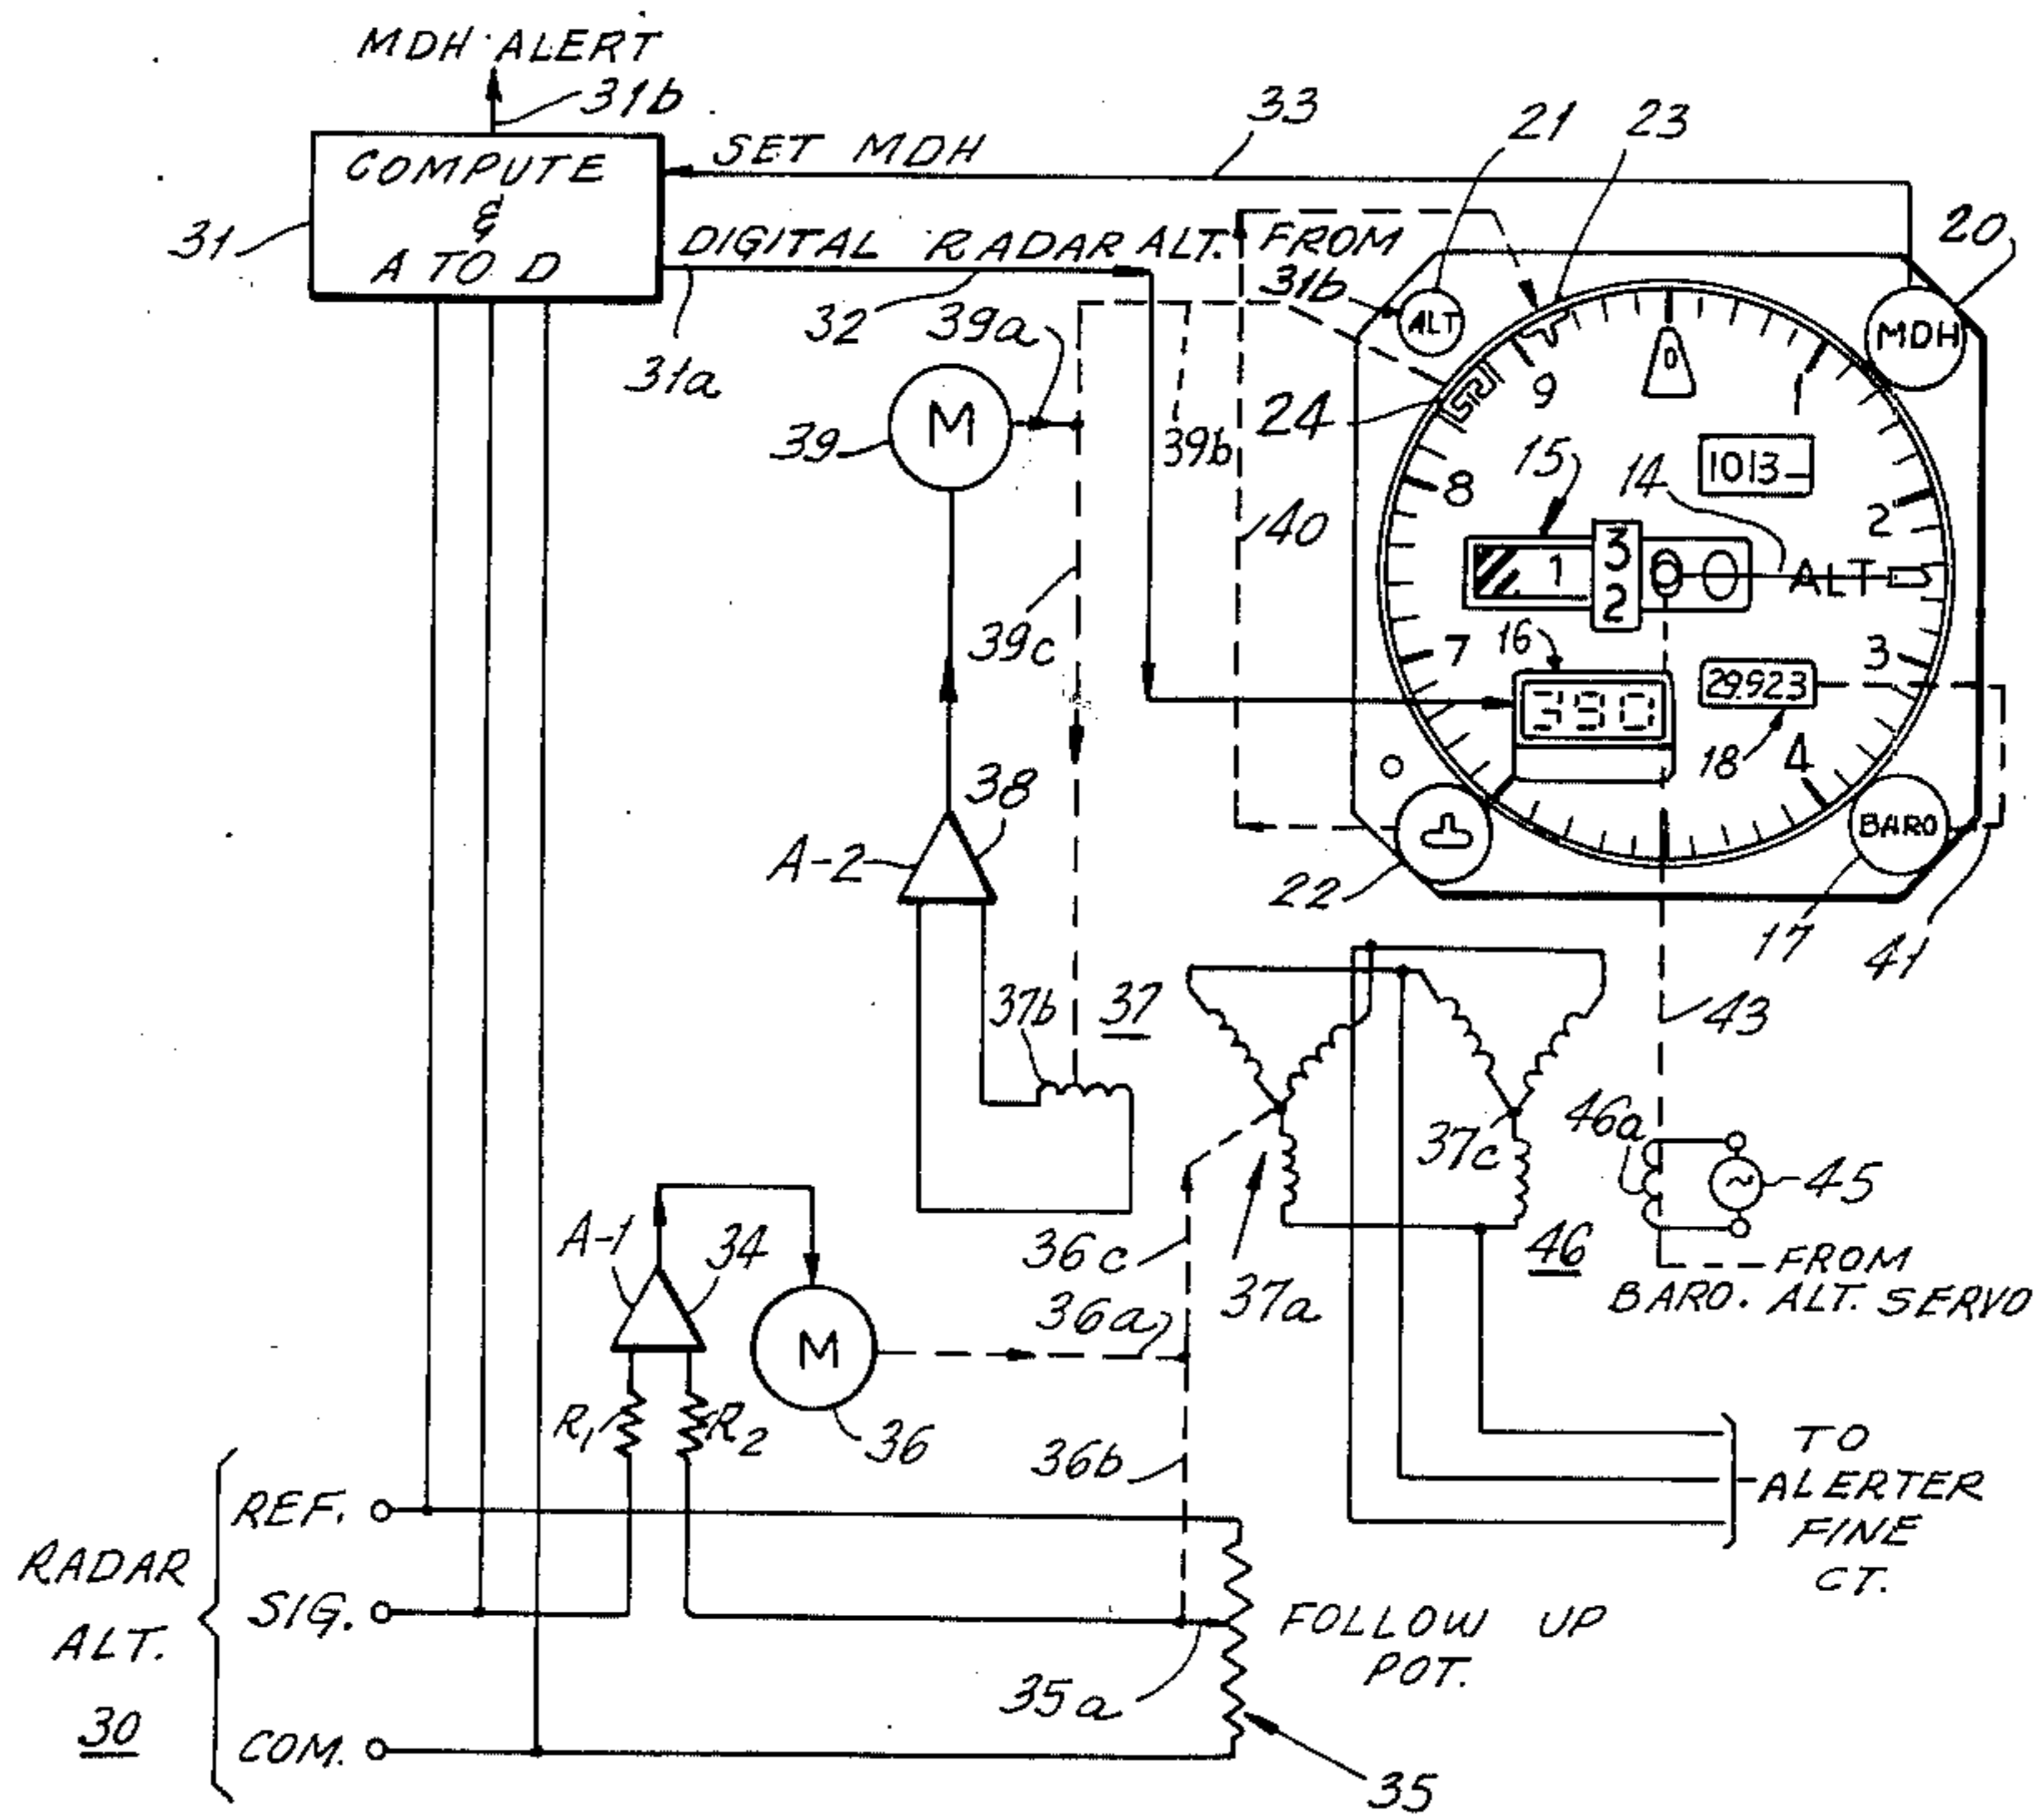 MDH ALERT
31b
33
21
23
20
SET MDH
COMPUTE
&
A TO D
31
DIGITAL RADAR ALT. FROM
31b
32
39a
31a
ALT
MDH
0
9
1
24
39b
15
14
1013
8
2
M
39
40
1
3
2
0
ALT
39c
16
7
3
390
29.923
18
4
38
A-2
22
BARO
17
41
37b
37
43
37c
46a
45
A-1
34
36c
37a
46
FROM
BARO. ALT. SERVO
36a
M
R1
R2
36
36b
TO
ALERTER
FINE
CT.
RADAR
ALT.
30
REF.
SIG.
COM.
FOLLOW UP
POT.
35a
35